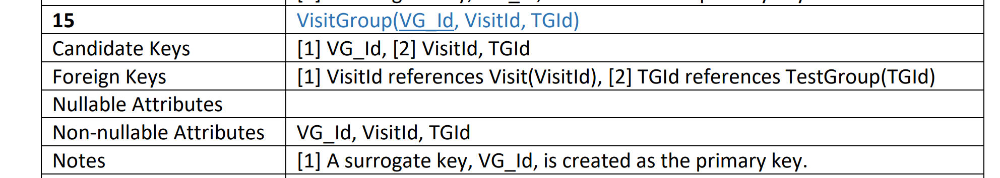 15 VisitGroup(VG_Id, VisitId, TGId)
Candidate Keys [1] VG_Id, [2] VisitId, TGId
Foreign Keys [1] VisitId references Visit(VisitId), [2] TGId references TestGroup(TGId)
Nullable Attributes
Non-nullable Attributes VG_Id, VisitId, TGId
Notes [1] A surrogate key, VG_Id, is created as the primary key.